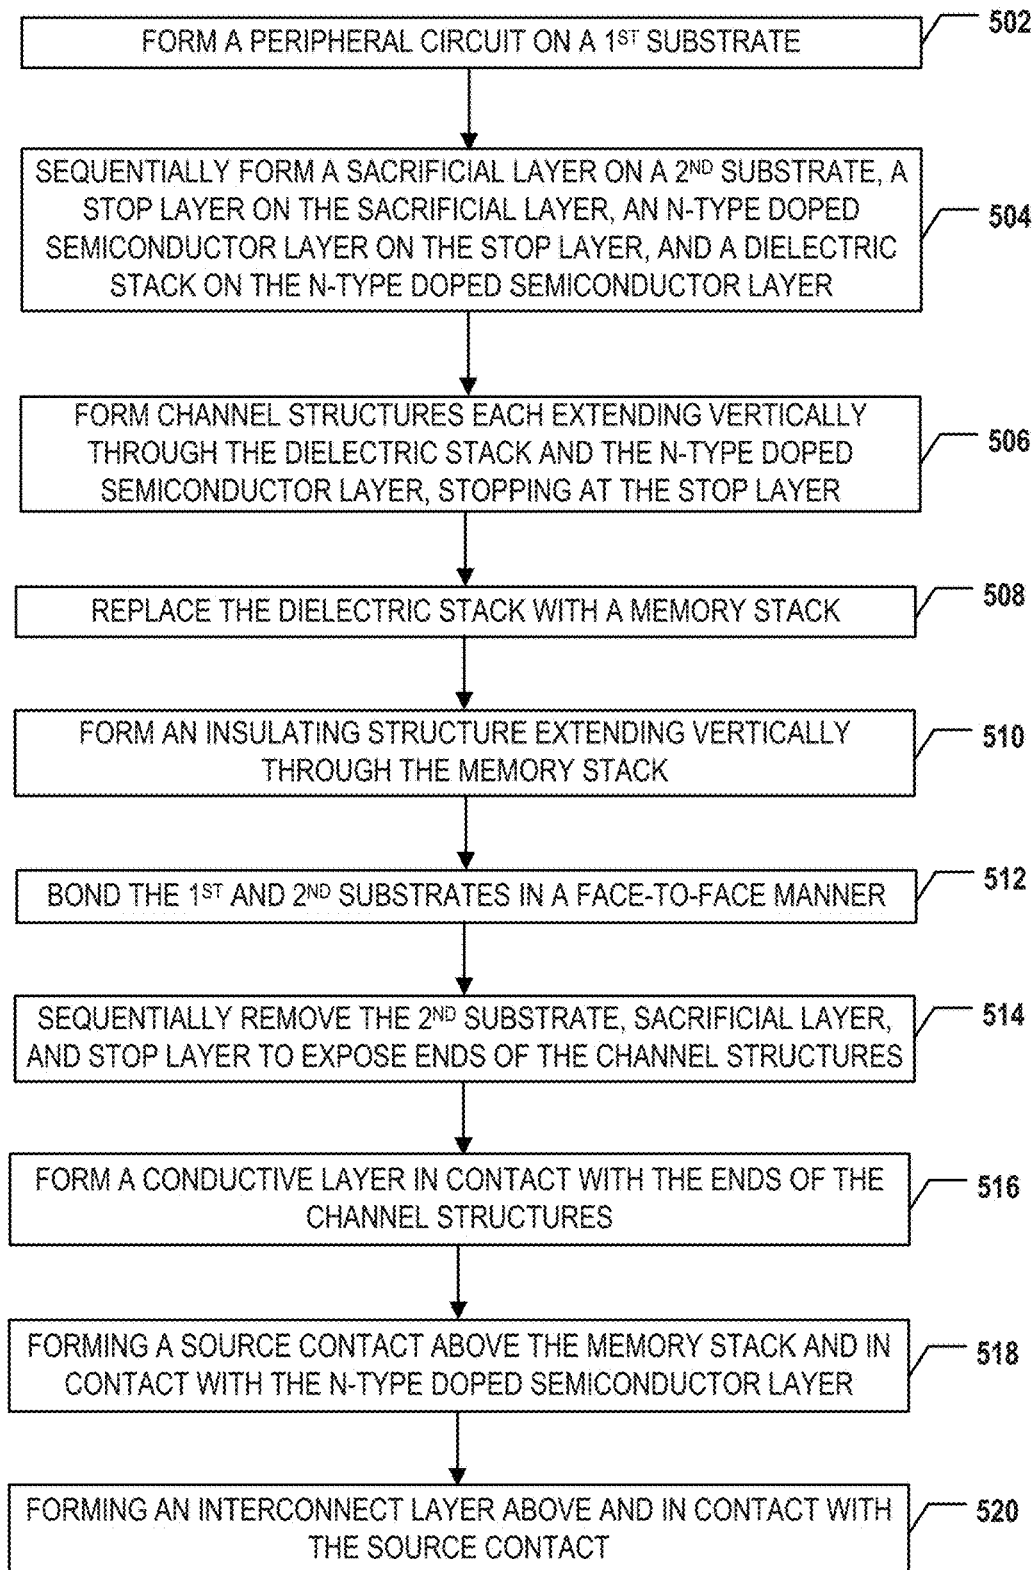 FORM A PERIPHERAL CIRCUIT ON A 1ST SUBSTRATE
502
SEQUENTIALLY FORM A SACRIFICIAL LAYER ON A 2ND SUBSTRATE, A
STOP LAYER ON THE SACRIFICIAL LAYER, AN N-TYPE DOPED
SEMICONDUCTOR LAYER ON THE STOP LAYER, AND A DIELECTRIC
STACK ON THE N-TYPE DOPED SEMICONDUCTOR LAYER
504
FORM CHANNEL STRUCTURES EACH EXTENDING VERTICALLY
THROUGH THE DIELECTRIC STACK AND THE N-TYPE DOPED
SEMICONDUCTOR LAYER, STOPPING AT THE STOP LAYER
506
REPLACE THE DIELECTRIC STACK WITH A MEMORY STACK
508
FORM AN INSULATING STRUCTURE EXTENDING VERTICALLY
THROUGH THE MEMORY STACK
510
BOND THE 1ST AND 2ND SUBSTRATES IN A FACE-TO-FACE MANNER
512
SEQUENTIALLY REMOVE THE 2ND SUBSTRATE, SACRIFICIAL LAYER,
AND STOP LAYER TO EXPOSE ENDS OF THE CHANNEL STRUCTURES
514
FORM A CONDUCTIVE LAYER IN CONTACT WITH THE ENDS OF THE
CHANNEL STRUCTURES
516
FORMING A SOURCE CONTACT ABOVE THE MEMORY STACK AND IN
CONTACT WITH THE N-TYPE DOPED SEMICONDUCTOR LAYER
518
FORMING AN INTERCONNECT LAYER ABOVE AND IN CONTACT WITH
THE SOURCE CONTACT
520